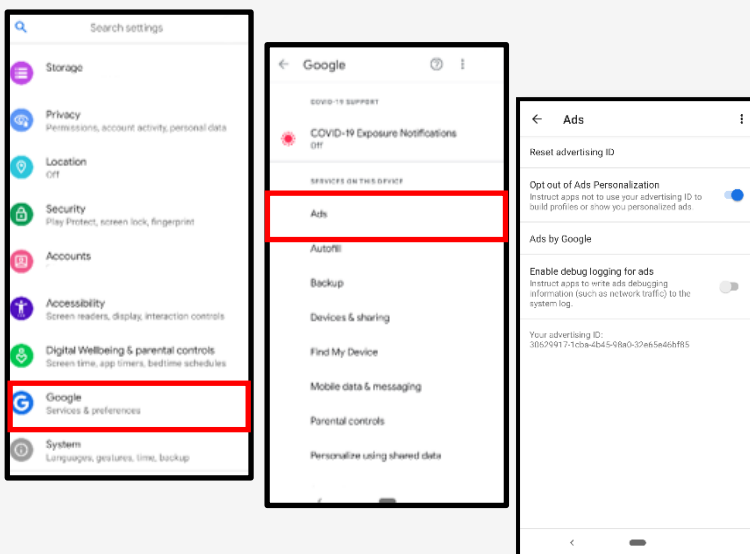 Search settings
Storage
Privacy
Permissions, account activity, personal data
Location
Off
Security
Play Protect, screen lock, fingerprint
Accounts
Accessibility
Screen readers, display, interaction controls
Digital Wellbeing & parental controls
Screen time, app timers, bedtime schedules
Google
Services & preferences
System
Languages, gestures, time, backup
Google
COVID-19 SUPPORT
COVID-19 Exposure Notifications
Off
SERVICES ON THIS DEVICE
Ads
Autofill
Backup
Devices & sharing
Find My Device
Mobile data & messaging
Parental controls
Personalize using shared data
Ads
Reset advertising ID
Opt out of Ads Personalization
Instruct apps not to use your advertising ID to
build profiles or show you personalized ads.
Ads by Google
Enable debug logging for ads
Instruct apps to write ads debugging
information (such as network traffic) to the
system log.
Your advertising ID:
30629917-1cba-4b45-98a0-32e65e46bf85